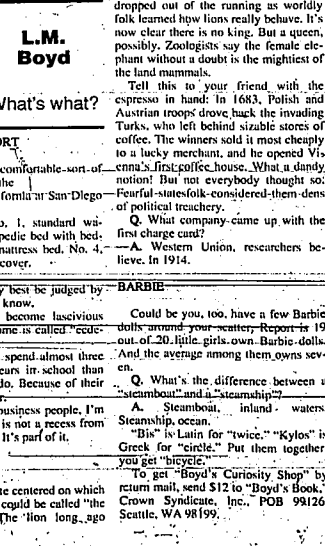 L.M.
Boyd
What's what?
ORT
comfortable sort of
the
fornia at San Diego
o. 1, standard wa-
pedic bed with bed-
mattress bed. No. 4,
cover.
y best be judged by
know.
become lascivious
ome is called "ecde-
spend almost three
ears in school than
do. Because of their
r.
business people, I'm
is not a recess from
It's part of it.
te centered on which
could be called "the
The lion long ago
dropped out of the running as worldly
folk learned how lions really behave. It's
now clear there is no king. But a queen,
possibly. Zoologists say the female ele-
phant without a doubt is the mightiest of
the land mammals.
Tell this to your friend with the
espresso in hand: In 1683, Polish and
Austrian troops drove back the invading
Turks, who left behind sizable stores of
coffee. The winners sold it most cheaply
to a lucky merchant, and he opened Vi-
enna's first coffee house. What a dandy
notion! But not everybody thought so.
Fearful statesfolk considered them dens
of political treachery.
Q. What company came up with the
first charge card?
A. Western Union, researchers be-
lieve. In 1914.
BARBIE
Could be you, too, have a few Barbie
dolls around your scatter. Report is 19
out of 20 little girls own Barbie dolls.
And the average among them owns sev-
en.
Q. What's the difference between a
"steamboat" and a "steamship"?
A. Steamboat, inland waters.
Steamship, ocean.
"Bis" is Latin for "twice." "Kylos" is
Greek for "circle." Put them together
you get "bicycle."
To get "Boyd's Curiosity Shop" by
return mail, send $12 to "Boyd's Book,"
Crown Syndicate, Inc., POB 99126
Seattle, WA 98199.